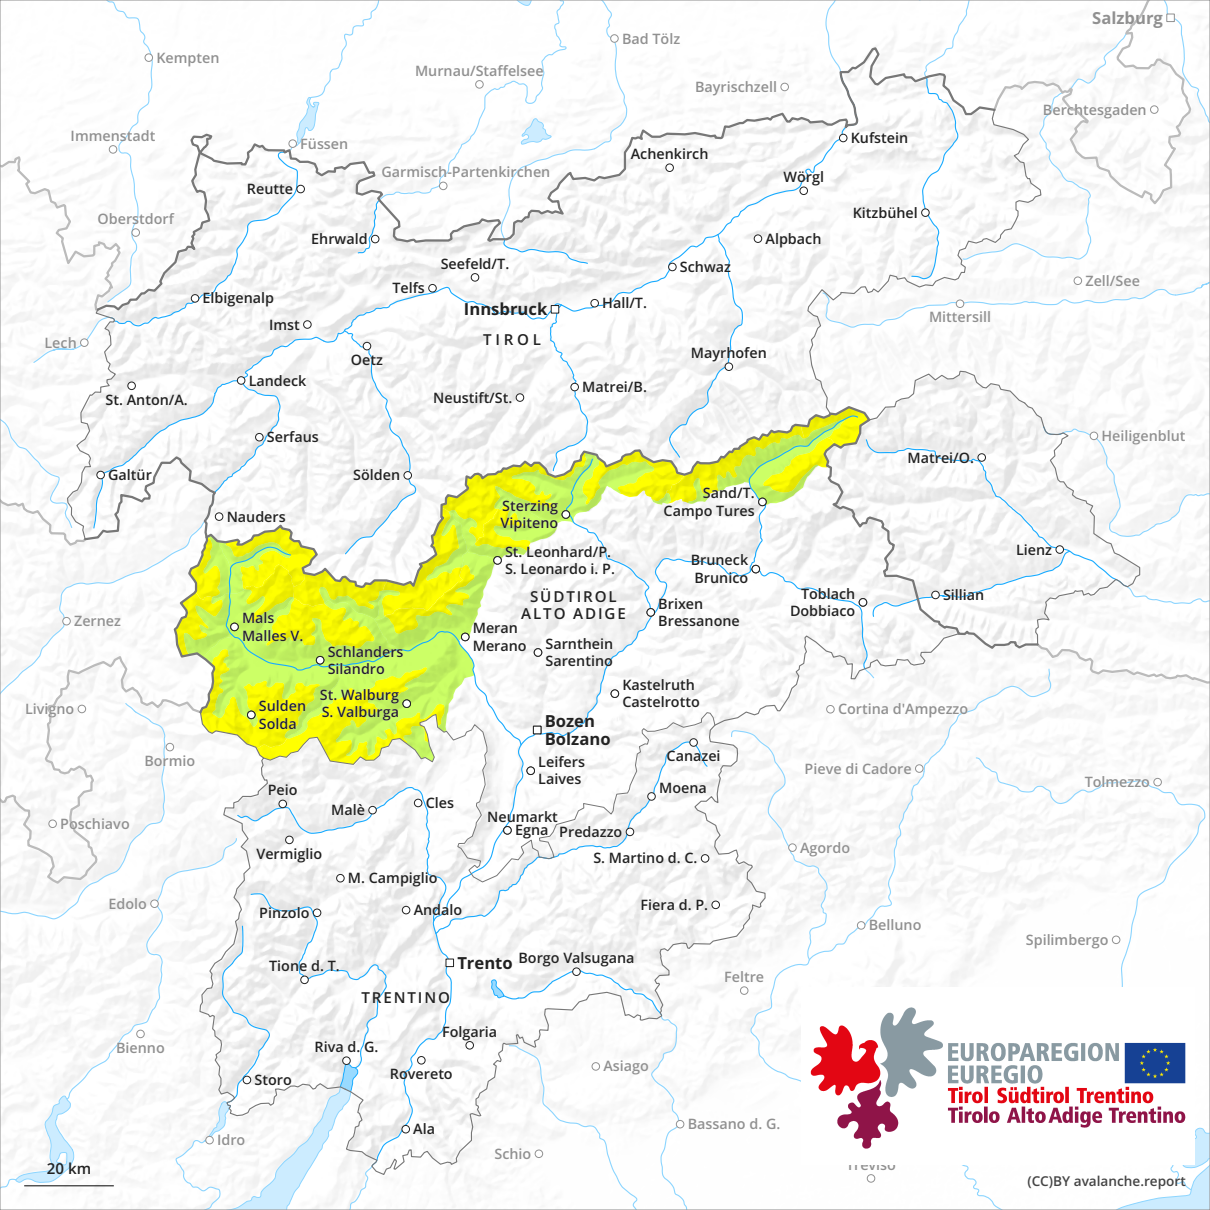 Salzburg
Bad Tölz
Kempten
Murnau/Staffelsee
Bayrischzell
Berchtesgaden
Immenstadt
Füssen
Kufstein
Achenkirch
Garmisch-Partenkirchen
Wörgl
Reutte
Oberstdorf
Kitzbühel
Ehrwald
Alpbach
Seefeld/T.
Schwaz
Zell/See
Telfs
Elbigenalp
Innsbruck
Hall/T.
Mittersill
Imst
TIROL
Lech
Oetz
Mayrhofen
Landeck
Matrei/B.
St. Anton/A.
Neustift/St.
Serfaus
Heiligenblut
Matrei/O.
Galtür
Sölden
Sand/T.
Campo Tures
Sterzing
Vipiteno
Nauders
St. Leonhard/P.
S. Leonardo i. P.
Lienz
Bruneck
Brunico
SÜDTIROL
ALTO ADIGE
Toblach
Dobbiaco
Sillian
Brixen
Bressanone
Zernez
Mals
Malles V.
Meran
Merano
Sarnthein
Sarentino
Schlanders
Silandro
Kastelruth
Castelrotto
St. Walburg
S. Valburga
Livigno
Sulden
Solda
Cortina d'Ampezzo
Bozen
Bolzano
Bormio
Canazei
Leifers
Laives
Pieve di Cadore
Tolmezzo
Peio
Moena
Malè
Cles
Neumarkt
Egna
Poschiavo
Predazzo
Vermiglio
Agordo
S. Martino d. C.
M. Campiglio
Edolo
Pinzolo
Andalo
Fiera d. P.
Belluno
Spilimbergo
Trento
Borgo Valsugana
Tione d. T.
Feltre
TRENTINO
Folgaria
Bienno
Riva d. G.
Rovereto
Asiago
Storo
EUROPAREGION
EUREGIO
Tirol Südtirol Trentino
Tirolo Alto Adige Trentino
Ala
Bassano d. G.
Idro
Schio
Treviso
20 km
(CC)BY avalanche.report